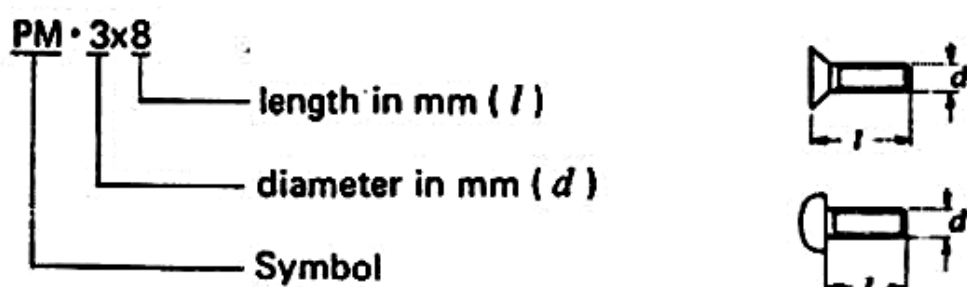 PM・3x8
length in mm ( l )
diameter in mm ( d )
Symbol
d
l
d
l